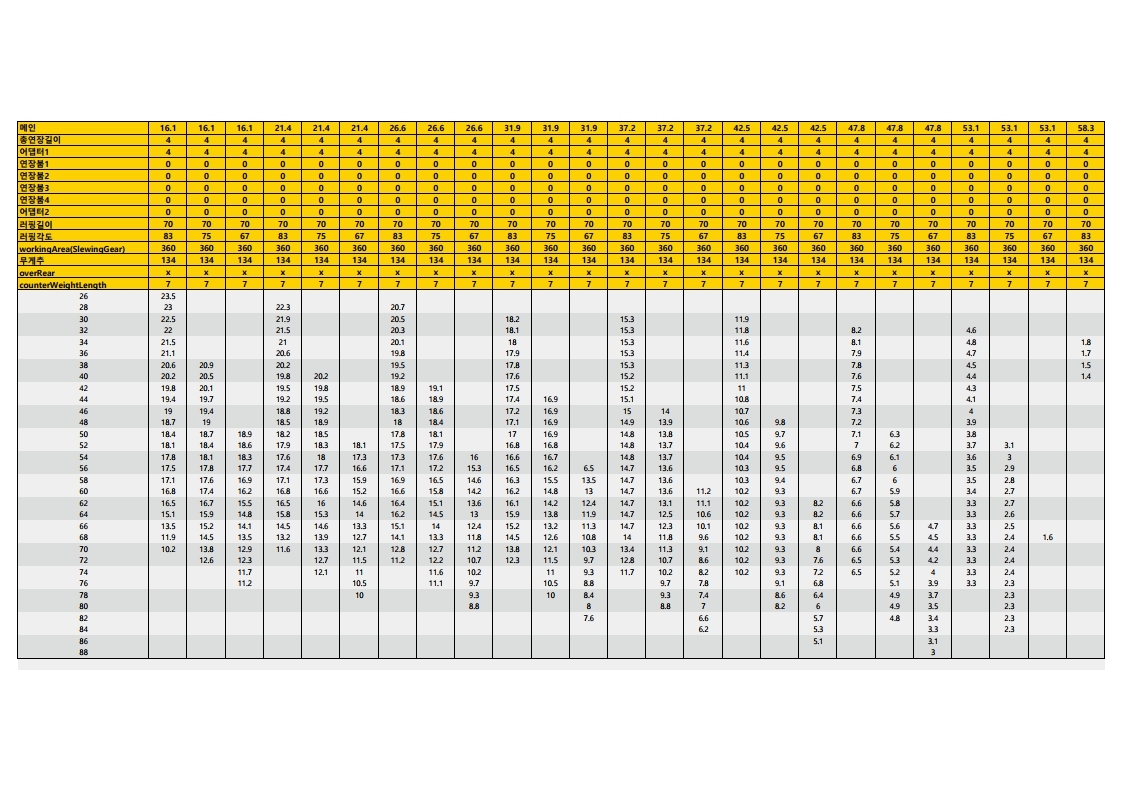 메인 16.1 16.1 16.1 21.4 21.4 21.4 26.6 26.6 26.6 31.9 31.9 31.9 37.2 37.2 37.2 42.5 42.5 42.5 47.8 47.8 47.8 53.1 53.1 53.1 58.3
총연장길이 4 4 4 4 4 4 4 4 4 4 4 4 4 4 4 4 4 4 4 4 4 4 4 4 4
어댑터1 4 4 4 4 4 4 4 4 4 4 4 4 4 4 4 4 4 4 4 4 4 4 4 4 4
연장붐1 0 0 0 0 0 0 0 0 0 0 0 0 0 0 0 0 0 0 0 0 0 0 0 0 0
연장붐2 0 0 0 0 0 0 0 0 0 0 0 0 0 0 0 0 0 0 0 0 0 0 0 0 0
연장붐3 0 0 0 0 0 0 0 0 0 0 0 0 0 0 0 0 0 0 0 0 0 0 0 0 0
연장붐4 0 0 0 0 0 0 0 0 0 0 0 0 0 0 0 0 0 0 0 0 0 0 0 0 0
어댑터2 0 0 0 0 0 0 0 0 0 0 0 0 0 0 0 0 0 0 0 0 0 0 0 0 0
러핑길이 70 70 70 70 70 70 70 70 70 70 70 70 70 70 70 70 70 70 70 70 70 70 70 70 70
러핑각도 83 75 67 83 75 67 83 75 67 83 75 67 83 75 67 83 75 67 83 75 67 83 75 67 83
workingArea(SlewingGear) 360 360 360 360 360 360 360 360 360 360 360 360 360 360 360 360 360 360 360 360 360 360 360 360 360
무게추 134 134 134 134 134 134 134 134 134 134 134 134 134 134 134 134 134 134 134 134 134 134 134 134 134
overRear x x x x x x x x x x x x x x x x x x x x x x x x x
counterWeightLength 7 7 7 7 7 7 7 7 7 7 7 7 7 7 7 7 7 7 7 7 7 7 7 7 7
26 23.5
28 23 22.3 20.7
30 22.5 21.9 20.5 18.2 15.3 11.9
32 22 21.5 20.3 18.1 15.3 11.8 8.2 4.6
34 21.5 21 20.1 18 15.3 11.6 8.1 4.8 1.8
36 21.1 20.6 19.8 17.9 15.3 11.4 7.9 4.7 1.7
38 20.6 20.9 20.2 19.5 17.8 15.3 11.3 7.8 4.5 1.5
40 20.2 20.5 19.8 20.2 19.2 17.6 15.2 11.1 7.6 4.4 1.4
42 19.8 20.1 19.5 19.8 18.9 19.1 17.5 15.2 11 7.5 4.3
44 19.4 19.7 19.2 19.5 18.6 18.9 17.4 16.9 15.1 10.8 7.4 4.1
46 19 19.4 18.8 19.2 18.3 18.6 17.2 16.9 15 14 10.7 7.3 4
48 18.7 19 18.5 18.9 18 18.4 17.1 16.9 14.9 13.9 10.6 9.8 7.2 3.9
50 18.4 18.7 18.9 18.2 18.5 17.8 18.1 17 16.9 14.8 13.8 10.5 9.7 7.1 6.3 3.8
52 18.1 18.4 18.6 17.9 18.3 18.1 17.5 17.9 16.8 16.8 14.8 13.7 10.4 9.6 7 6.2 3.7 3.1
54 17.8 18.1 18.3 17.6 18 17.3 17.3 17.6 16 16.6 16.7 14.8 13.7 10.4 9.5 6.9 6.1 3.6 3
56 17.5 17.8 17.7 17.4 17.7 16.6 17.1 17.2 15.3 16.5 16.2 6.5 14.7 13.6 10.3 9.5 6.8 6 3.5 2.9
58 17.1 17.6 16.9 17.1 17.3 15.9 16.9 16.5 14.6 16.3 15.5 13.5 14.7 13.6 10.3 9.4 6.7 6 3.5 2.8
60 16.8 17.4 16.2 16.8 16.6 15.2 16.6 15.8 14.2 16.2 14.8 13 14.7 13.6 11.2 10.2 9.3 6.7 5.9 3.4 2.7
62 16.5 16.7 15.5 16.5 16 14.6 16.4 15.1 13.6 16.1 14.2 12.4 14.7 13.1 11.1 10.2 9.3 8.2 6.6 5.8 3.3 2.7
64 15.1 15.9 14.8 15.8 15.3 14 16.2 14.5 13 15.9 13.8 11.9 14.7 12.5 10.6 10.2 9.3 8.2 6.6 5.7 3.3 2.6
66 13.5 15.2 14.1 14.5 14.6 13.3 15.1 14 12.4 15.2 13.2 11.3 14.7 12.3 10.1 10.2 9.3 8.1 6.6 5.6 4.7 3.3 2.5
68 11.9 14.5 13.5 13.2 13.9 12.7 14.1 13.3 11.8 14.5 12.6 10.8 14 11.8 9.6 10.2 9.3 8.1 6.6 5.5 4.5 3.3 2.4 1.6
70 10.2 13.8 12.9 11.6 13.3 12.1 12.8 12.7 11.2 13.8 12.1 10.3 13.4 11.3 9.1 10.2 9.3 8 6.6 5.4 4.4 3.3 2.4
72 12.6 12.3 12.7 11.5 11.2 12.2 10.7 12.3 11.5 9.7 12.8 10.7 8.6 10.2 9.3 7.6 6.5 5.3 4.2 3.3 2.4
74 11.7 12.1 11 11.6 10.2 11 9.3 11.7 10.2 8.2 10.2 9.3 7.2 6.5 5.2 4 3.3 2.4
76 11.2 10.5 11.1 9.7 10.5 8.8 9.7 7.8 9.1 6.8 5.1 3.9 3.3 2.3
78 10 9.3 10 8.4 9.3 7.4 8.6 6.4 4.9 3.7 2.3
80 8.8 8 8.8 7 8.2 6 4.9 3.5 2.3
82 7.6 6.6 5.7 4.8 3.4 2.3
84 6.2 5.3 3.3 2.3
86 5.1 3.1
88 3